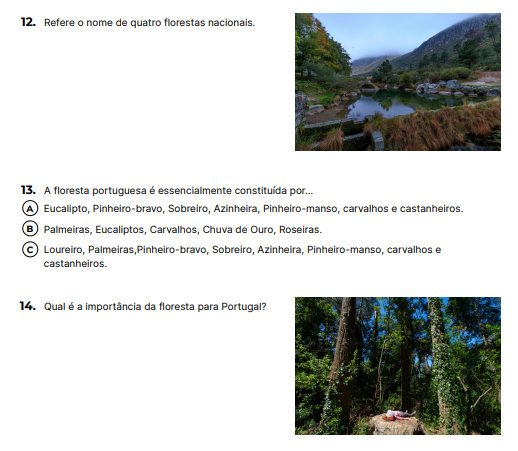 12. Refere o nome de quatro florestas nacionais.
13. A floresta portuguesa é essencialmente constituída por...
A Eucalipto, Pinheiro-bravo, Sobreiro, Azinheira, Pinheiro-manso, carvalhos e castanheiros.
B Palmeiras, Eucaliptos, Carvalhos, Chuva de Ouro, Roseiras.
C Loureiro, Palmeiras,Pinheiro-bravo, Sobreiro, Azinheira, Pinheiro-manso, carvalhos e
castanheiros.
14. Qual é a importância da floresta para Portugal?